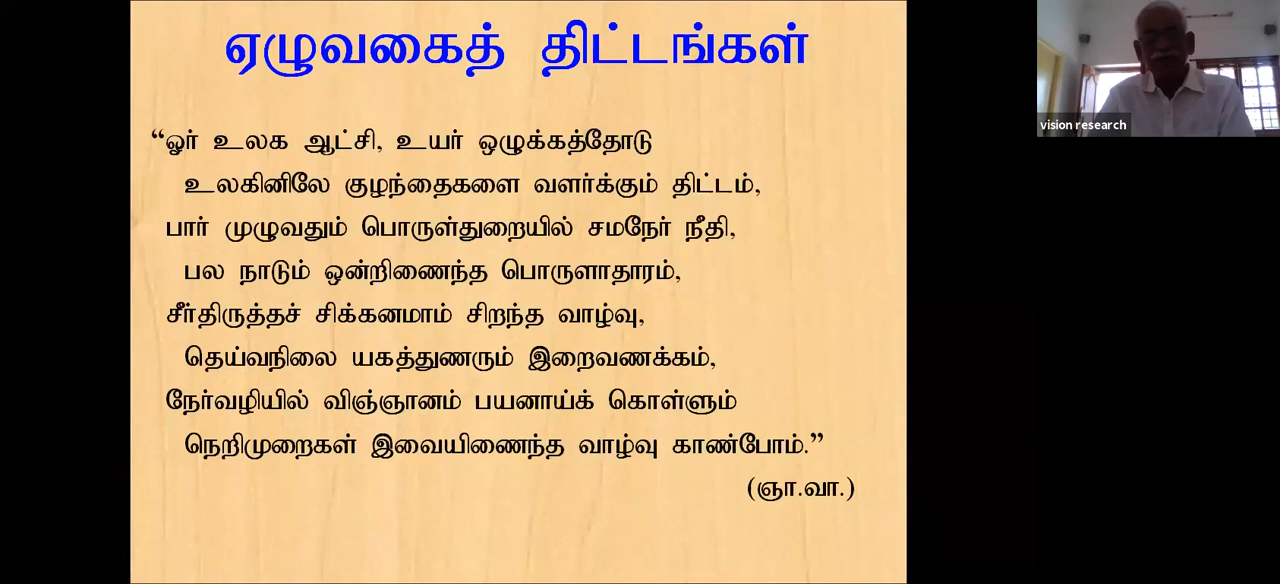 ஏழுவகைத் திட்டங்கள்
“ஓர் உலக ஆட்சி, உயர் ஒழுக்கத்தோடு
உலகினிலே குழந்தைகளை வளர்க்கும் திட்டம்,
பார் முழுவதும் பொருள்துறையில் சமநேர் நீதி,
பல நாடும் ஒன்றிணைந்த பொருளாதாரம்,
சீர்திருத்தச் சிக்கனமாம் சிறந்த வாழ்வு,
தெய்வநிலை யகத்துணரும் இறைவணக்கம்,
நேர்வழியில் விஞ்ஞானம் பயனாய்க் கொள்ளும்
நெறிமுறைகள் இவையிணைந்த வாழ்வு காண்போம்.”
(ஞா.வா.)
vision research